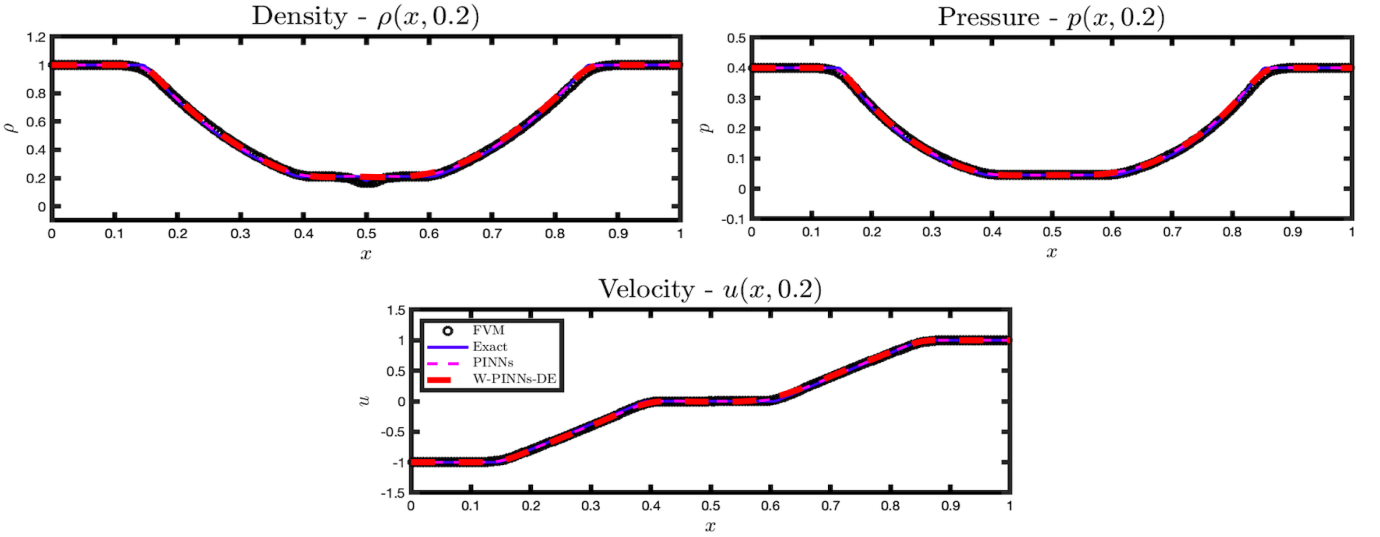 Density - ρ(x, 0.2)
1.2
1
0.8
0.6
0.4
0.2
0
ρ
0 0.1 0.2 0.3 0.4 0.5 0.6 0.7 0.8 0.9 1
x
Pressure - p(x, 0.2)
0.5
0.4
0.3
0.2
0.1
0
-0.1
p
0 0.1 0.2 0.3 0.4 0.5 0.6 0.7 0.8 0.9 1
x
Velocity - u(x, 0.2)
1.5
1
0.5
0
-0.5
-1
-1.5
u
FVM
Exact
PINNs
W-PINNs-DE
0 0.1 0.2 0.3 0.4 0.5 0.6 0.7 0.8 0.9 1
x